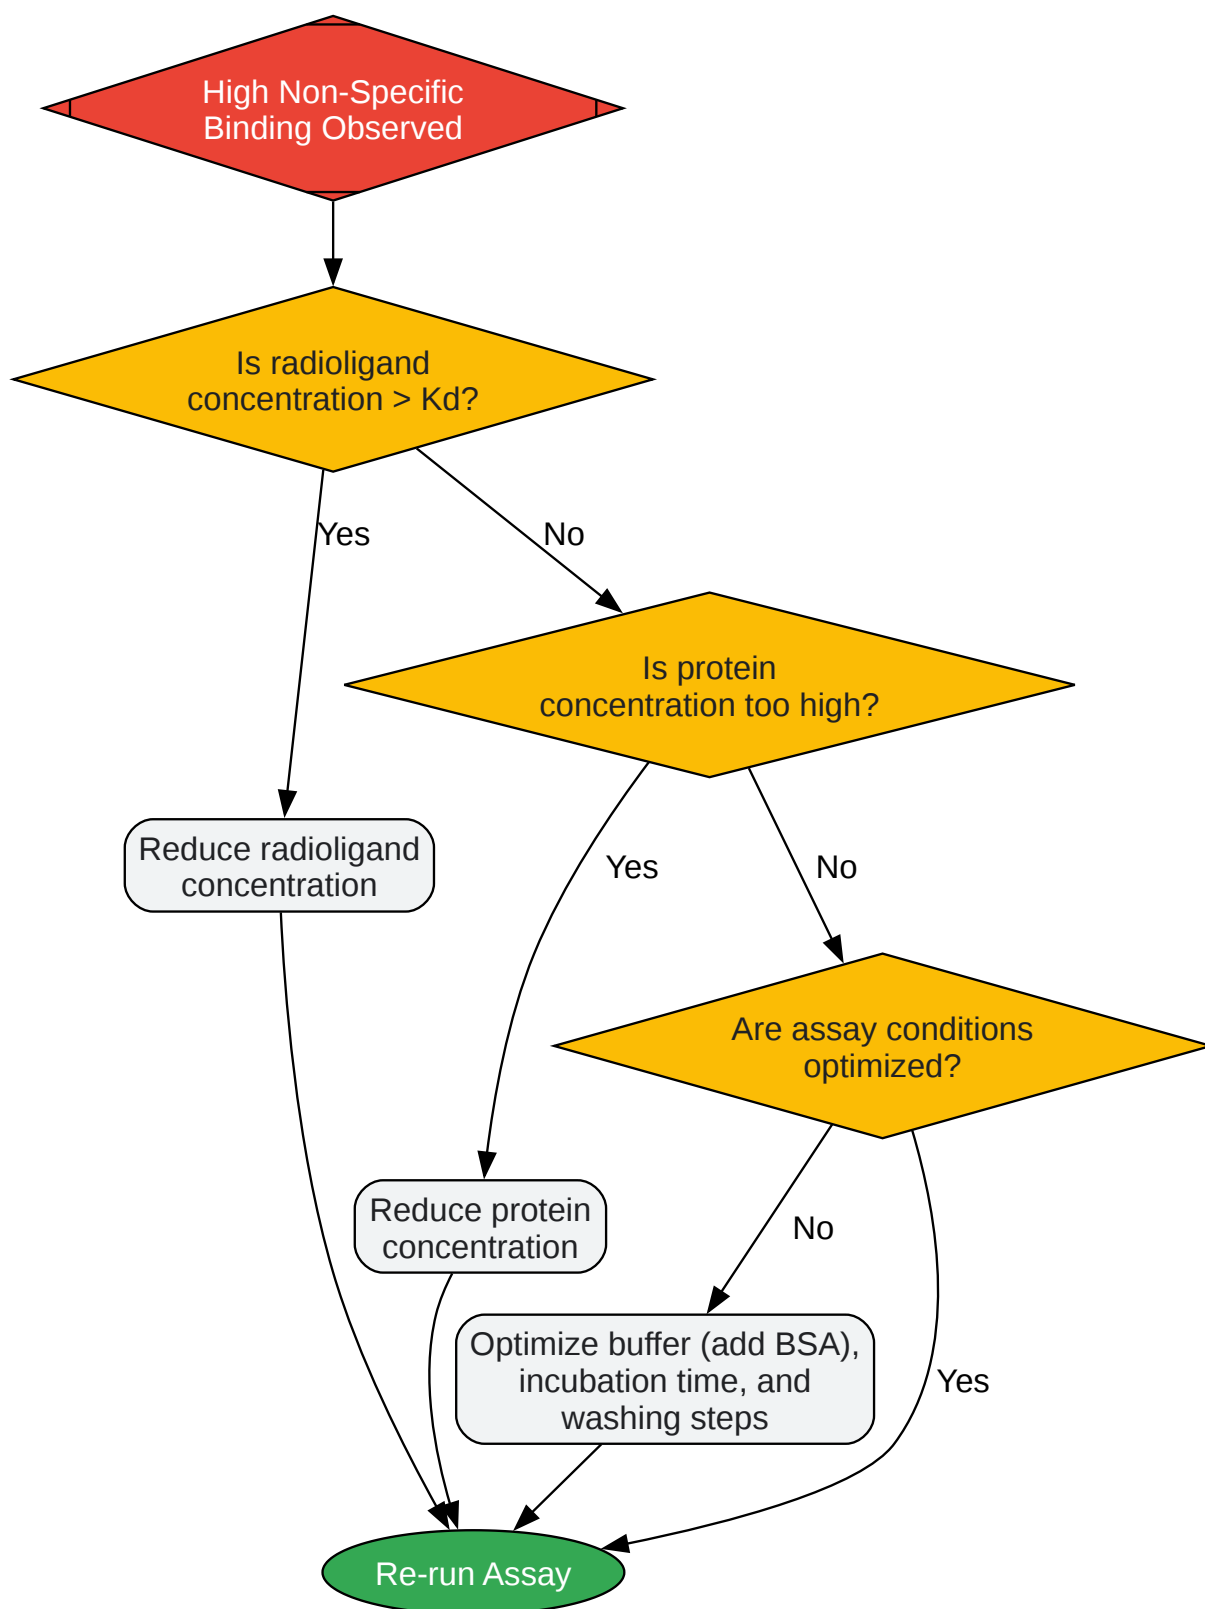 High Non-Specific
Binding Observed
Is radioligand
concentration > Kd?
Yes
No
Is protein
concentration too high?
Reduce radioligand
concentration
Yes
No
Are assay conditions
optimized?
Reduce protein
concentration
No
Optimize buffer (add BSA),
incubation time, and
washing steps
Yes
Re-run Assay